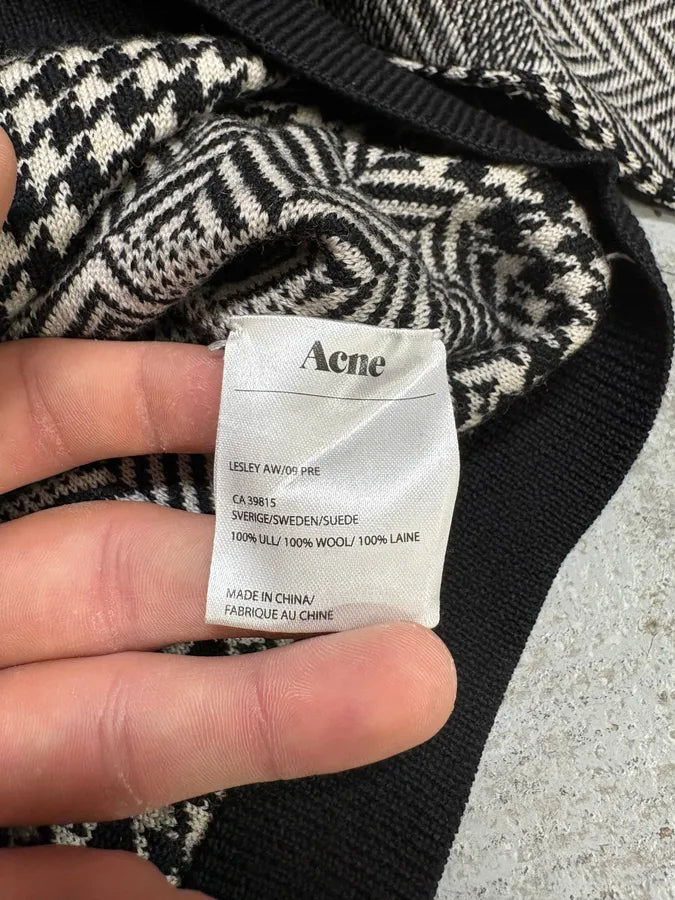 Acne
LESLEY AW/09 PRE
CA 39815
SVERIGE/SWEDEN/SUEDE
100% ULL/ 100% WOOL/ 100% LAINE
MADE IN CHINA/
FABRIQUE AU CHINE